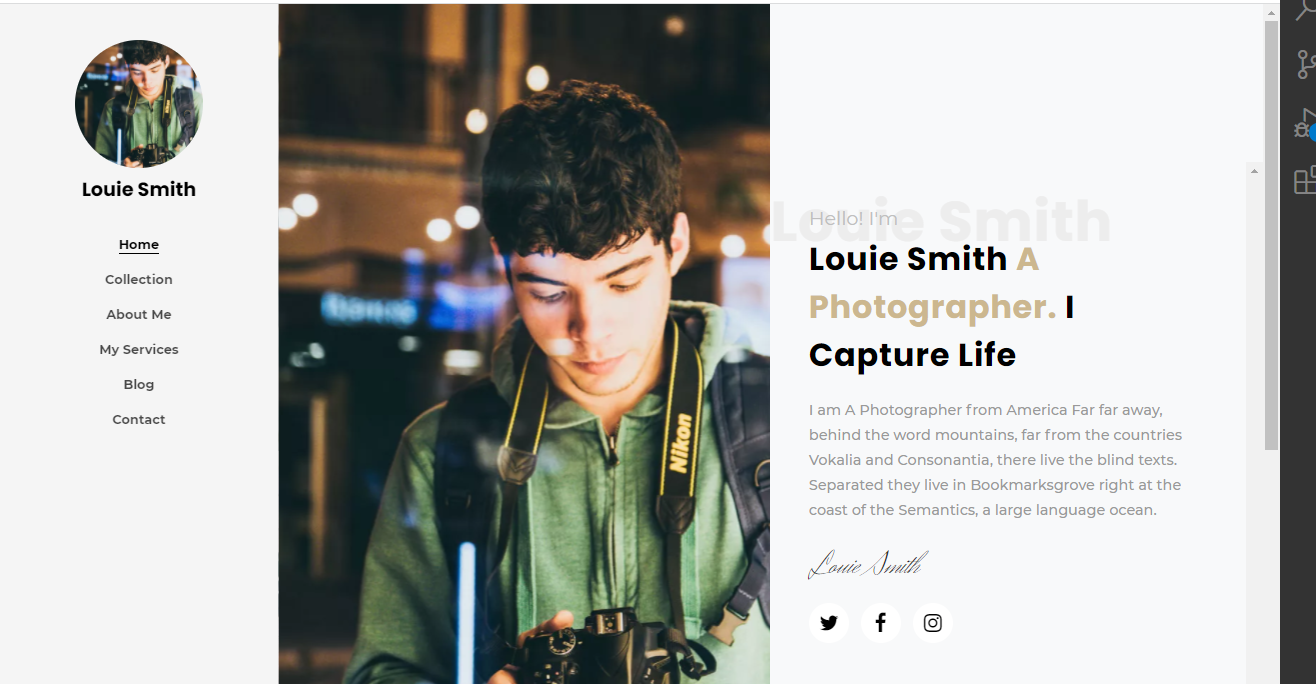 Louie Smith
Home
Collection
About Me
My Services
Blog
Contact
Nikon
Louie Smith
Hello! I'm
Louie Smith A
Photographer. I
Capture Life
I am A Photographer from America Far far away,
behind the word mountains, far from the countries
Vokalia and Consonantia, there live the blind texts.
Separated they live in Bookmarksgrove right at the
coast of the Semantics, a large language ocean.
Louie Smith